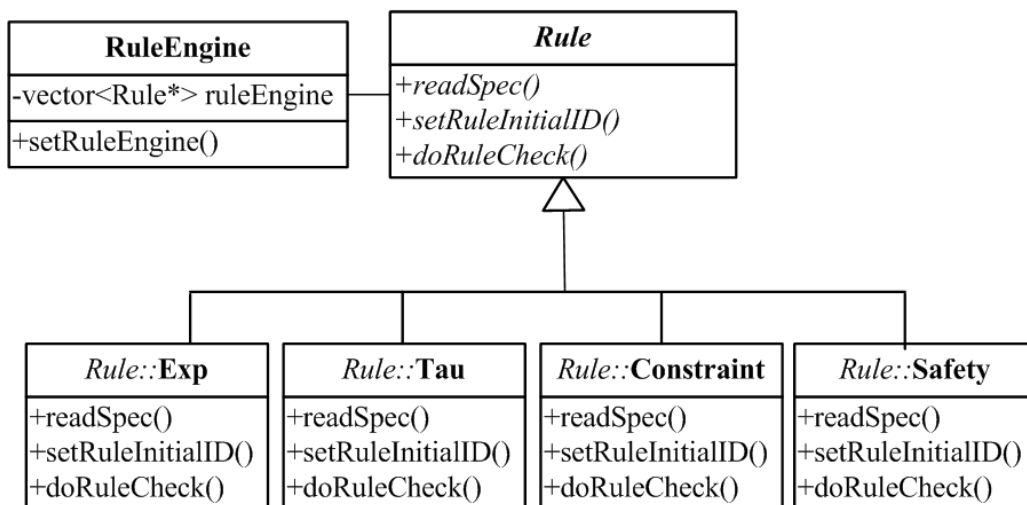 RuleEngine
-vector<Rule*> ruleEngine
+setRuleEngine()
Rule
+readSpec()
+setRuleInitialID()
+doRuleCheck()
Rule::Exp
+readSpec()
+setRuleInitialID()
+doRuleCheck()
Rule::Tau
+readSpec()
+setRuleInitialID()
+doRuleCheck()
Rule::Constraint
+readSpec()
+setRuleInitialID()
+doRuleCheck()
Rule::Safety
+readSpec()
+setRuleInitialID()
+doRuleCheck()